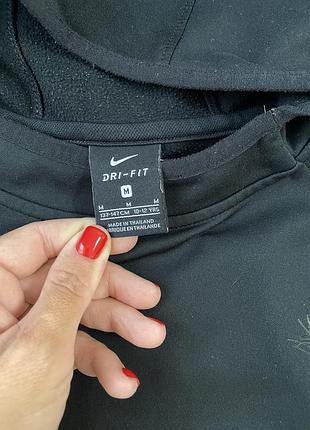 DRI-FIT
M
M M M
137-147 CM 10-12 YRS
MADE IN THAILAND
FABRIQUE EN THAILANDE